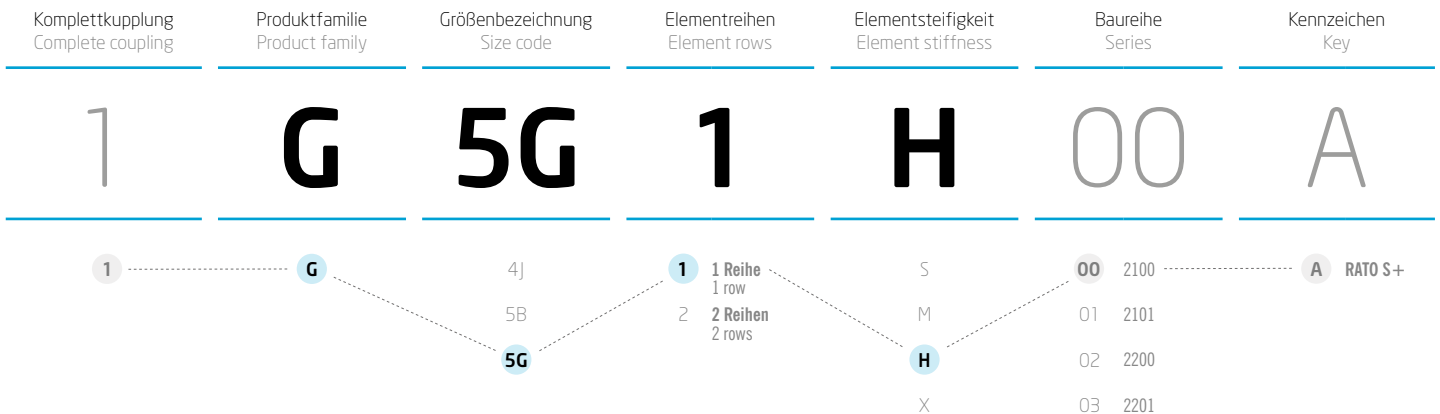 Komplettkupplung Produktfamilie Größenbezeichnung Elementreihen Elementsteifigkeit Baureihe Kennzeichen
Complete coupling Product family Size code Element rows Element stiffness Series Key
1 G 5G 1 H 00 A
1 G 4J 1 1 Reihe S 00 2100 A RATO S+
1 row
5B 2 2 Reihen M 01 2101
2 rows
5G H 02 2200
X 03 2201